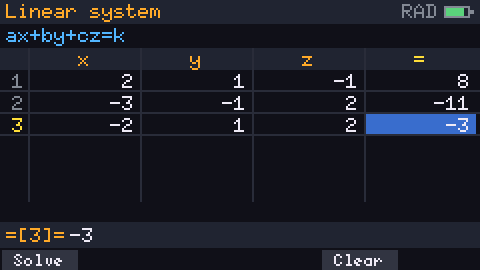 Linear system RAD
ax+by+cz=k
x y z =
1 2 1 -1 8
2 -3 -1 2 -11
3 -2 1 2 -3
=[3]=-3
Solve Clear